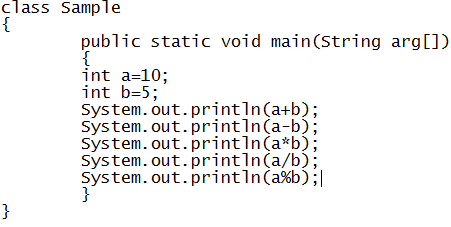 class Sample
{
        public static void main(String arg[])
        {
        int a=10;
        int b=5;
        System.out.println(a+b);
        System.out.println(a-b);
        System.out.println(a*b);
        System.out.println(a/b);
        System.out.println(a%b);
        }
}